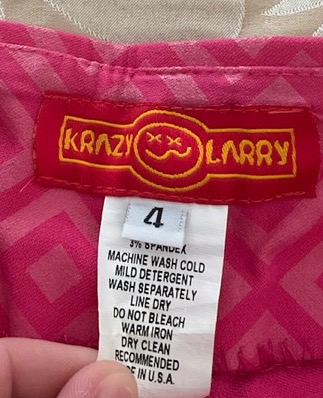 KRAZY LARRY
4
3% SPANDEX
MACHINE WASH COLD
MILD DETERGENT
WASH SEPARATELY
LINE DRY
DO NOT BLEACH
WARM IRON
DRY CLEAN
RECOMMENDED
IN U.S.A.